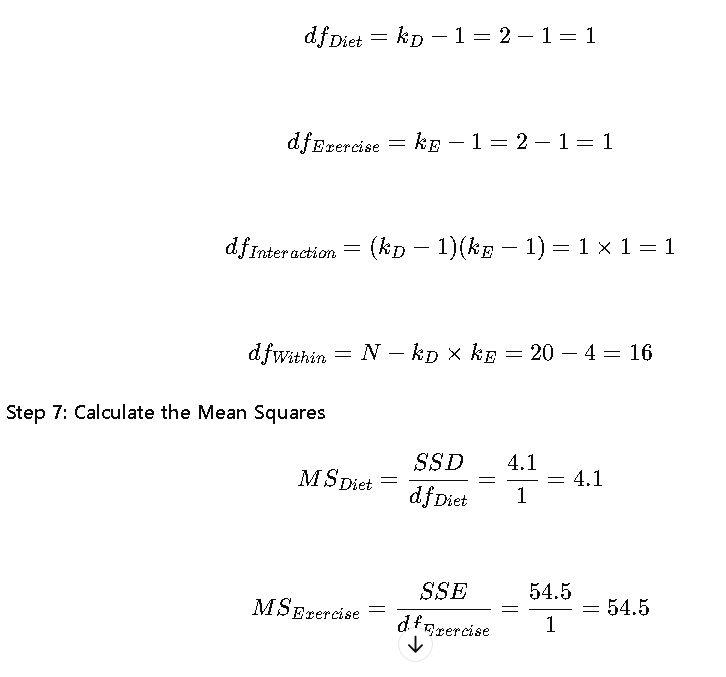 df_{Diet} = k_D − 1 = 2 − 1 = 1
df_{Exercise} = k_E − 1 = 2 − 1 = 1
df_{Interaction} = (k_D − 1)(k_E − 1) = 1 × 1 = 1
df_{Within} = N − k_D × k_E = 20 − 4 = 16
Step 7: Calculate the Mean Squares
MS_{Diet} = \frac{SSD}{df_{Diet}} = \frac{4.1}{1} = 4.1
MS_{Exercise} = \frac{SSE}{df_{Exercise}} = \frac{54.5}{1} = 54.5